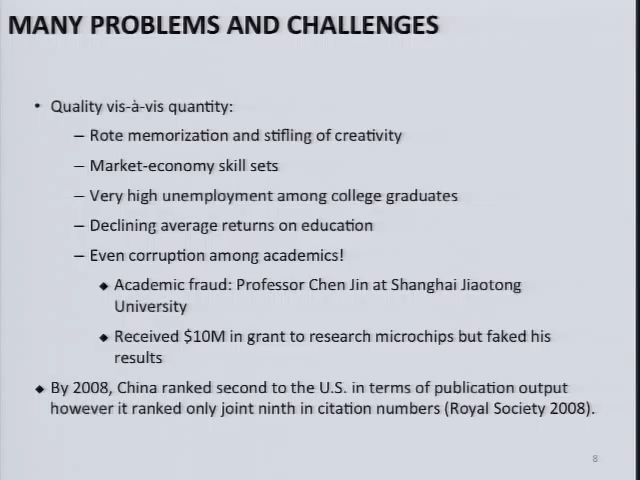 MANY PROBLEMS AND CHALLENGES
• Quality vis-à-vis quantity:
– Rote memorization and stifling of creativity
– Market-economy skill sets
– Very high unemployment among college graduates
– Declining average returns on education
– Even corruption among academics!
◆ Academic fraud: Professor Chen Jin at Shanghai Jiaotong
University
◆ Received $10M in grant to research microchips but faked his
results
◆ By 2008, China ranked second to the U.S. in terms of publication output
however it ranked only joint ninth in citation numbers (Royal Society 2008).
8